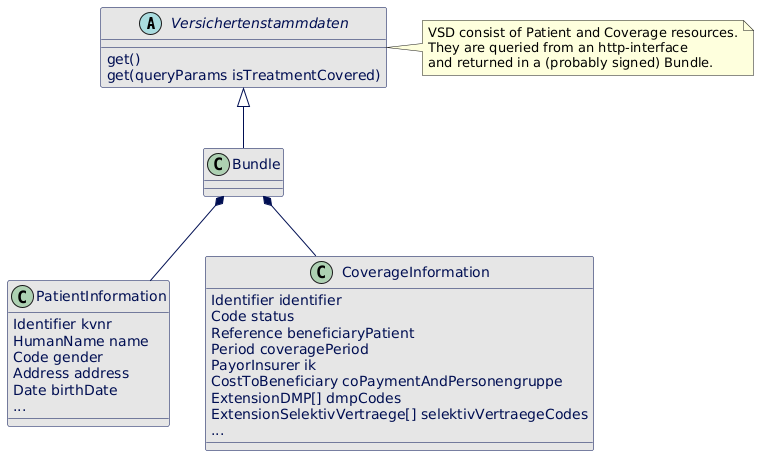 A Versichertenstammdaten
get()
get(queryParams isTreatmentCovered)
VSD consist of Patient and Coverage resources.
They are queried from an http-interface
and returned in a (probably signed) Bundle.
C Bundle
C PatientInformation
Identifier kvnr
HumanName name
Code gender
Address address
Date birthDate
...
C CoverageInformation
Identifier identifier
Code status
Reference beneficiaryPatient
Period coveragePeriod
PayorInsurer ik
CostToBeneficiary coPaymentAndPersonengruppe
ExtensionDMP[] dmpCodes
ExtensionSelektivVertraege[] selektivVertraegeCodes
...